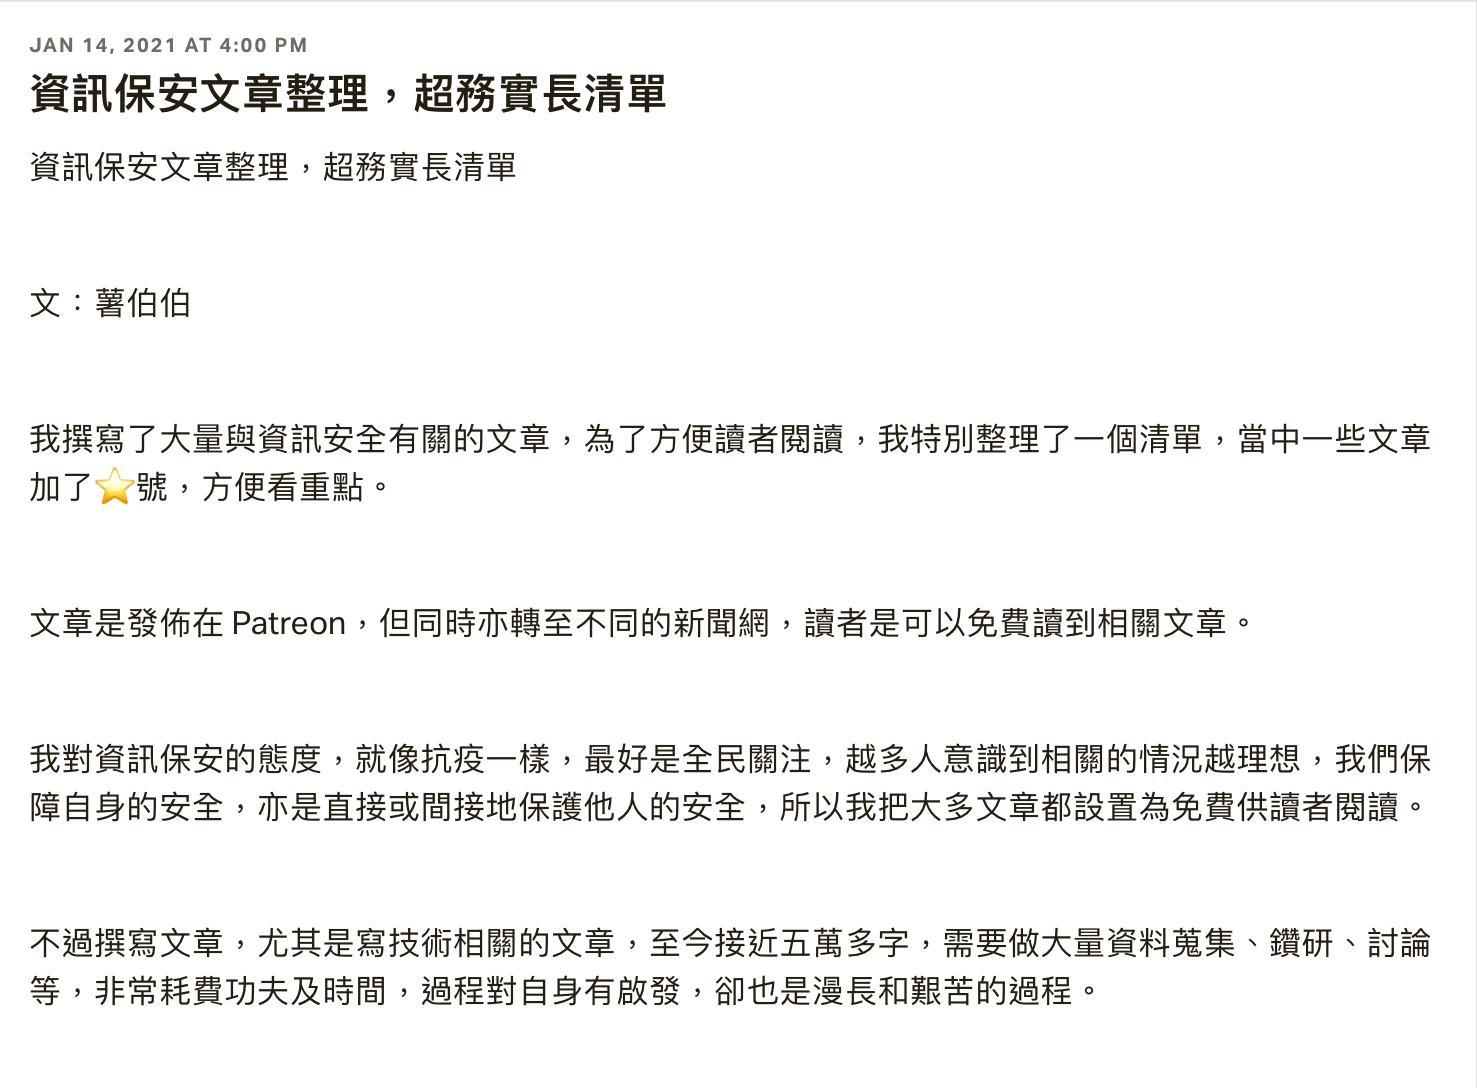 JAN 14, 2021 AT 4:00 PM
資訊保安文章整理，超務實長清單
資訊保安文章整理，超務實長清單
文：薯伯伯
我撰寫了大量與資訊安全有關的文章，為了方便讀者閱讀，我特別整理了一個清單，當中一些文章
加了⭐號，方便看重點。
文章是發佈在 Patreon，但同時亦轉至不同的新聞網，讀者是可以免費讀到相關文章。
我對資訊保安的態度，就像抗疫一樣，最好是全民關注，越多人意識到相關的情況越理想，我們保
障自身的安全，亦是直接或間接地保護他人的安全，所以我把大多文章都設置為免費供讀者閱讀。
不過撰寫文章，尤其是寫技術相關的文章，至今接近五萬多字，需要做大量資料蒐集、鑽研、討論
等，非常耗費功夫及時間，過程對自身有啟發，卻也是漫長和艱苦的過程。